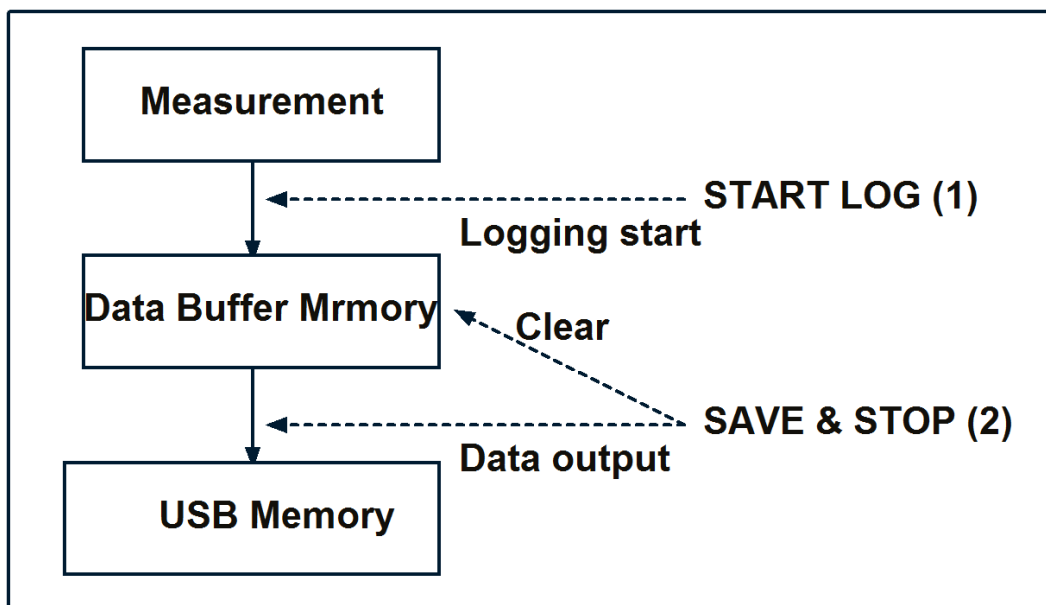 Measurement
START LOG (1)
Logging start
Data Buffer Mrmory
Clear
SAVE & STOP (2)
Data output
USB Memory